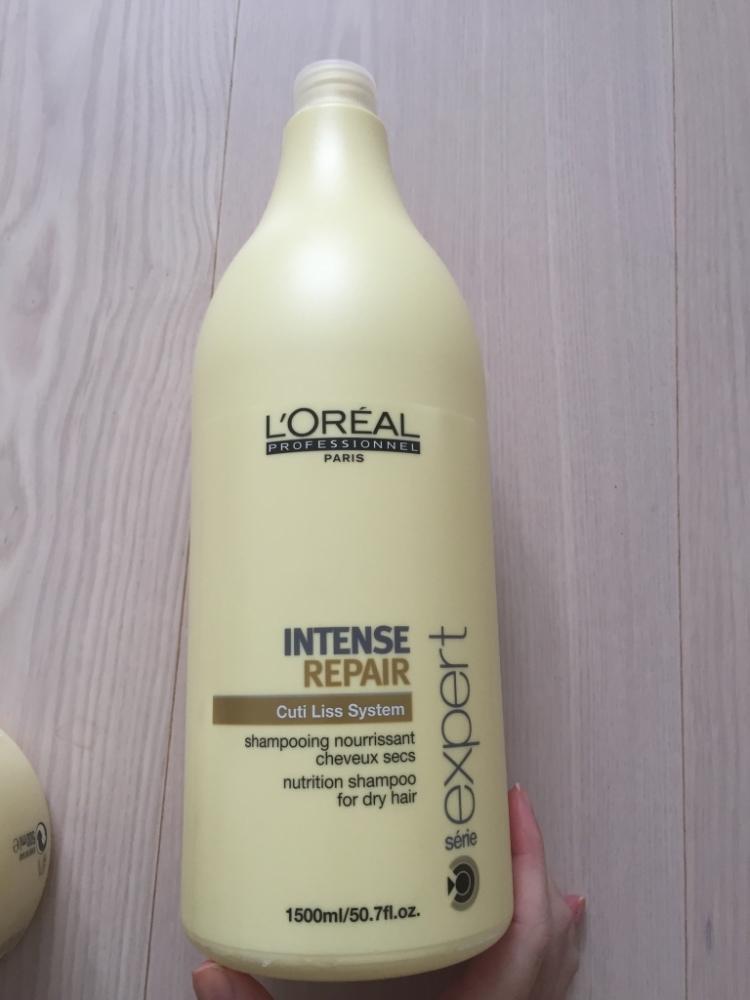 L'ORÉAL
PROFESSIONNEL
PARIS
INTENSE
REPAIR
Cuti Liss System
shampooing nourrissant
cheveux secs
nutrition shampoo
for dry hair
série expert
1500ml/50.7fl.oz.